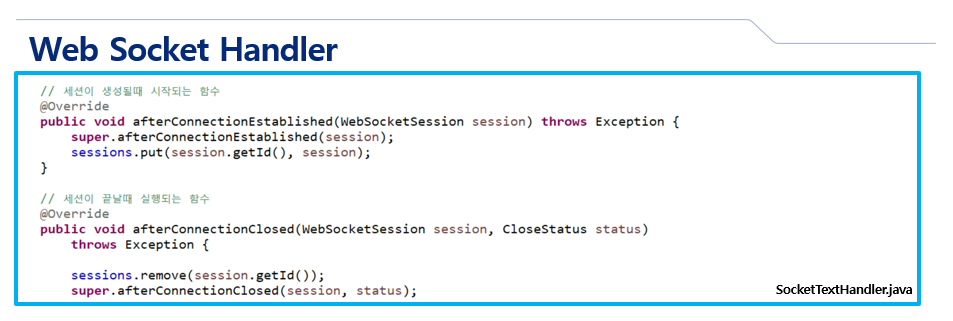 Web Socket Handler
// 세션이 생성될때 시작되는 함수
@Override
public void afterConnectionEstablished(WebSocketSession session) throws Exception {
super.afterConnectionEstablished(session);
sessions.put(session.getId(), session);
}
// 세션이 끝날때 실행되는 함수
@Override
public void afterConnectionClosed(WebSocketSession session, CloseStatus status)
throws Exception {
sessions.remove(session.getId());
super.afterConnectionClosed(session, status);
SocketTextHandler.java